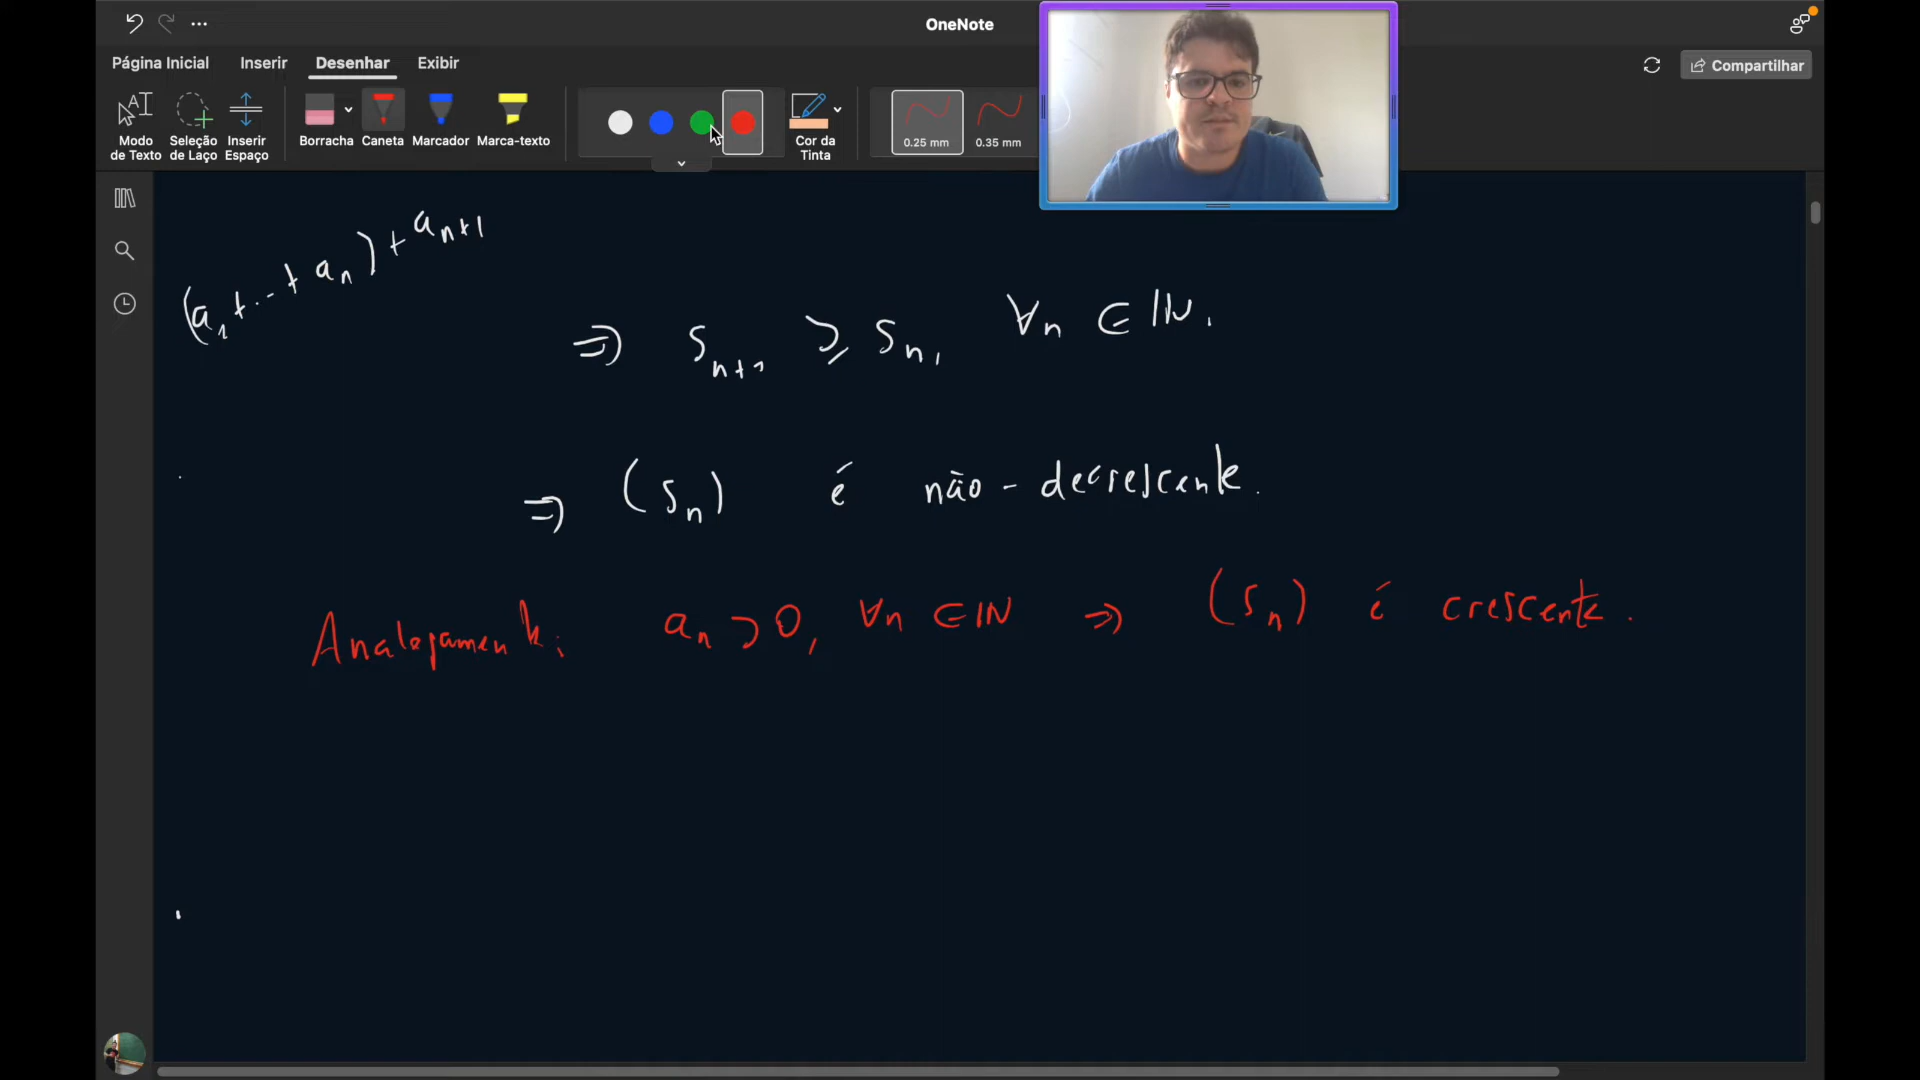 OneNote
Página Inicial Inserir Desenhar Exibir
Compartilhar
Modo de Texto
Seleção de Laço
Inserir Espaço
Borracha
Caneta
Marcador
Marca-texto
Cor da Tinta
0.25 mm
0.35 mm
(a₁ + ... + aₙ) + aₙ₊₁
⇒ Sₙ₊₁ ≥ Sₙ, ∀n ∈ ℕ.
⇒ (Sₙ) é não-decrescente.
Analogamente: aₙ > 0, ∀n ∈ ℕ ⇒ (Sₙ) é crescente.